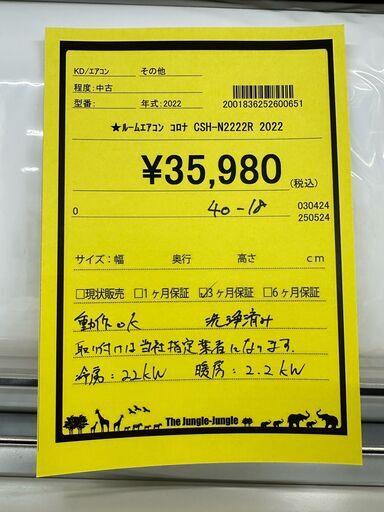 KD/エアコン その他
程度:中古
型番: 年式:2022
2001836252600651
★ルームエアコン コロナ CSH-N2222R 2022
¥35,980(税込)
0 40-18 030424
250524
サイズ:幅 奥行 高さ cm
□現状販売 □1ヶ月保証 ☑3ヶ月保証 □6ヶ月保証
動作OK 洗浄済み
取り付けは当社指定業者になります.
冷房:22kW 暖房:2.2kW
The Jungle-Jungle